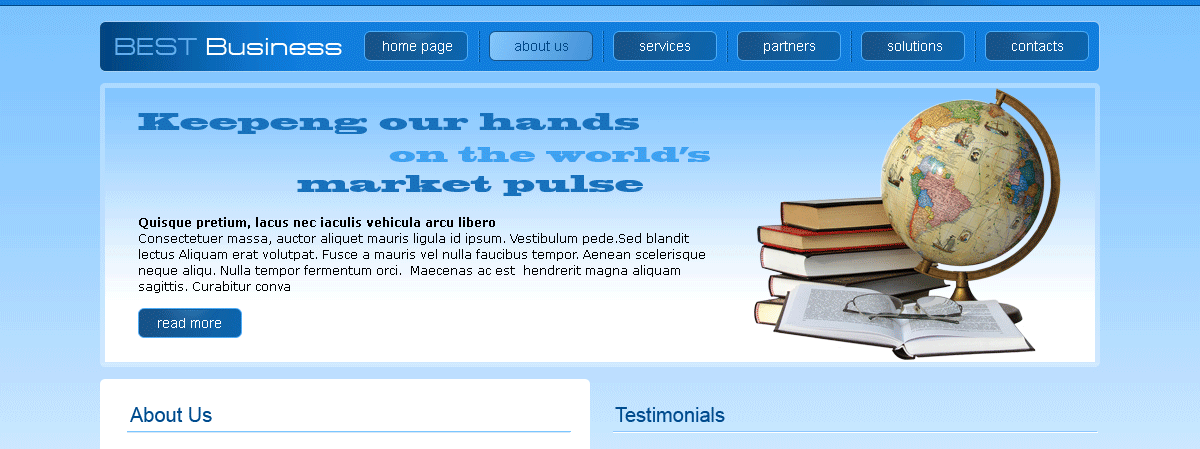 BEST Business
home page
about us
services
partners
solutions
contacts
Keepeng our hands
on the world's
market pulse
Quisque pretium, lacus nec iaculis vehicula arcu libero
Consectetuer massa, auctor aliquet mauris ligula id ipsum. Vestibulum pede.Sed blandit
lectus Aliquam erat volutpat. Fusce a mauris vel nulla faucibus tempor. Aenean scelerisque
neque aliqu. Nulla tempor fermentum orci.  Maecenas ac est  hendrerit magna aliquam
sagittis. Curabitur conva
read more
About Us
Testimonials